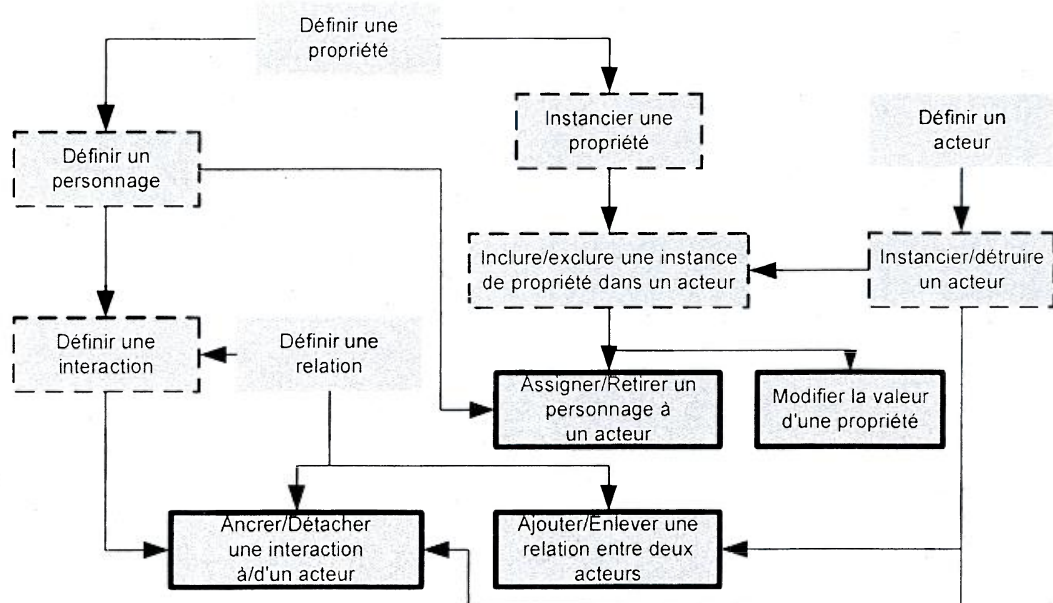 Définir une
propriété
Instancier une
propriété
Définir un
acteur
Définir un
personnage
Inclure/exclure une instance
de propriété dans un acteur
Instancier/détruire
un acteur
Définir une
interaction
Définir une
relation
Assigner/Retirer un
personnage à
un acteur
Modifier la valeur
d'une propriété
Ancrer/Détacher
une interaction
à/d'un acteur
Ajouter/Enlever une
relation entre deux
acteurs